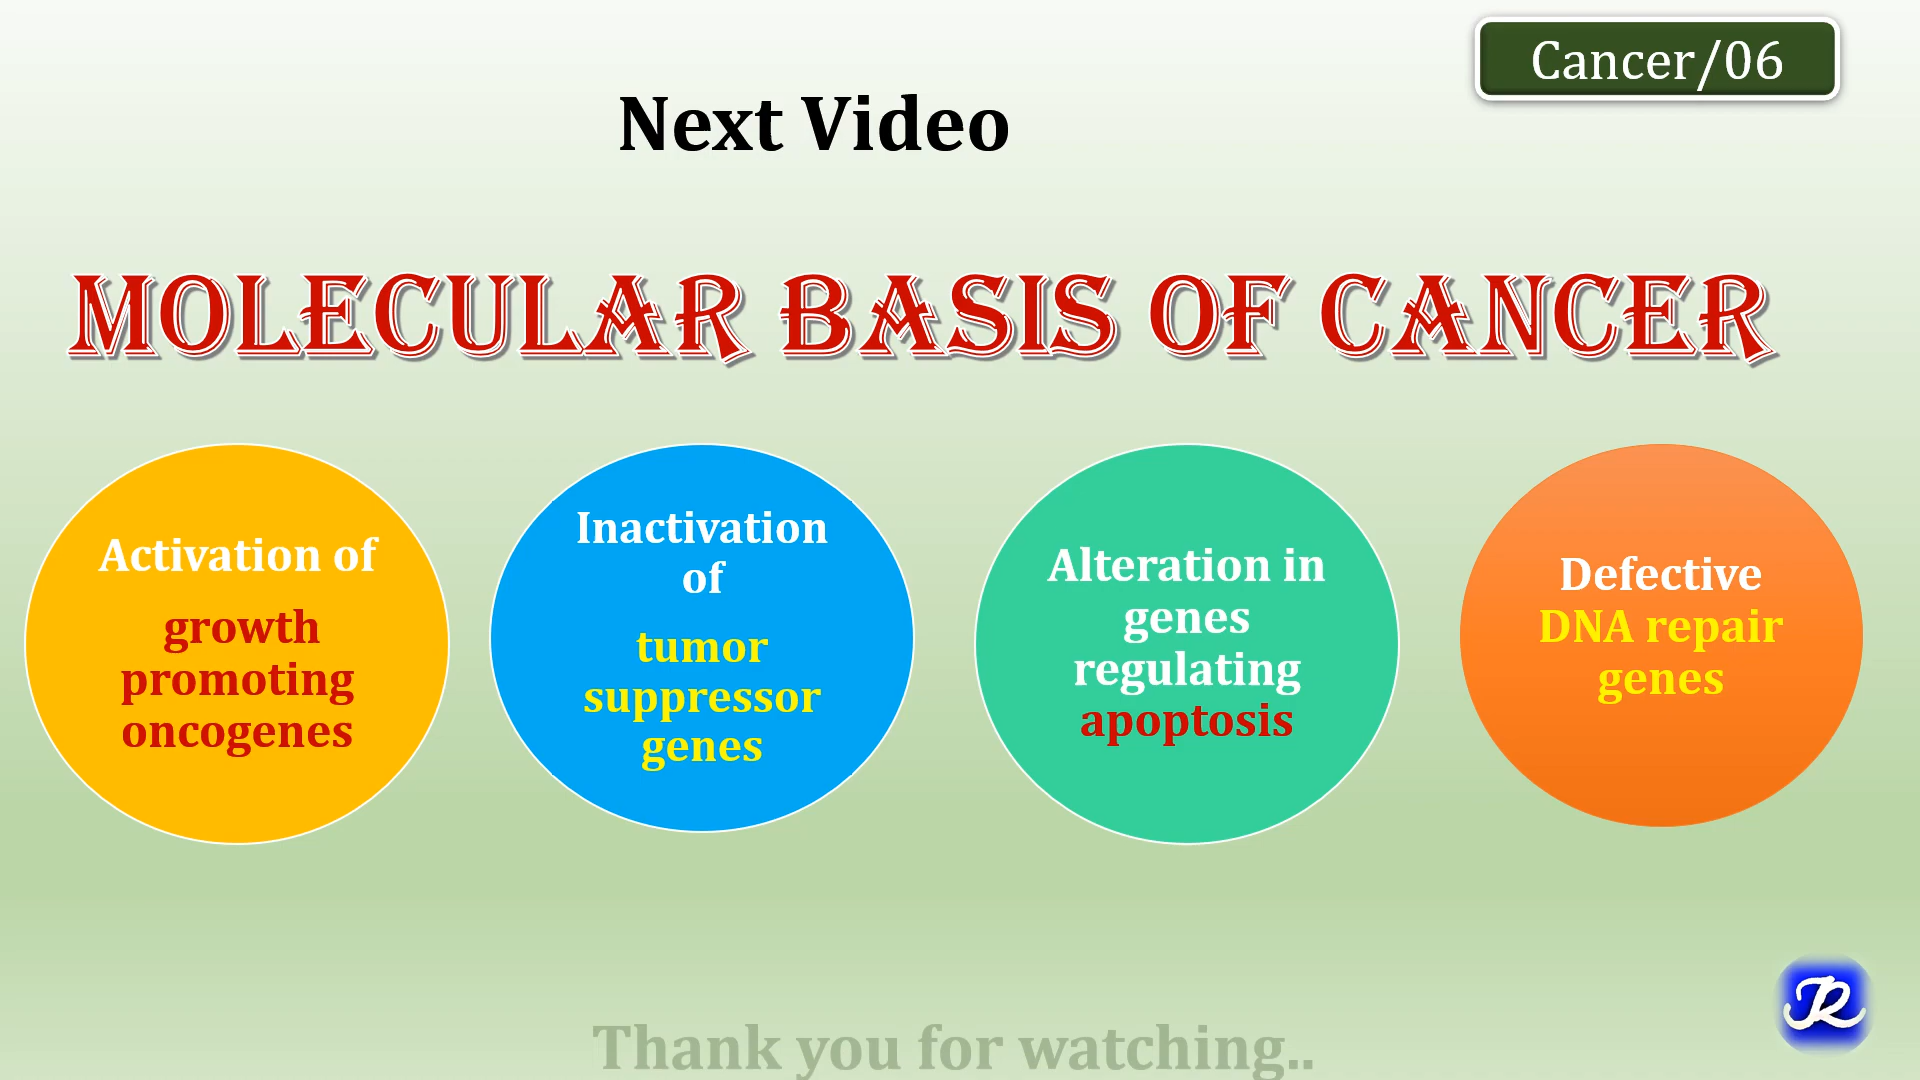 Cancer/06
Next Video
MOLECULAR BASIS OF CANCER
Activation of
growth
promoting
oncogenes
Inactivation
of
tumor
suppressor
genes
Alteration in
genes
regulating
apoptosis
Defective
DNA repair
genes
JR
Thank you for watching..